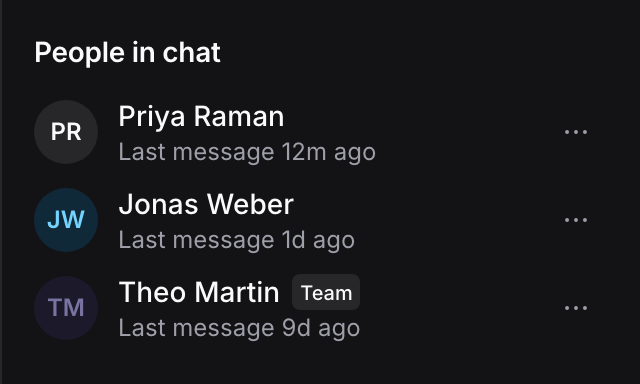 People in chat
PR
Priya Raman
Last message 12m ago
JW
Jonas Weber
Last message 1d ago
TM
Theo Martin Team
Last message 9d ago